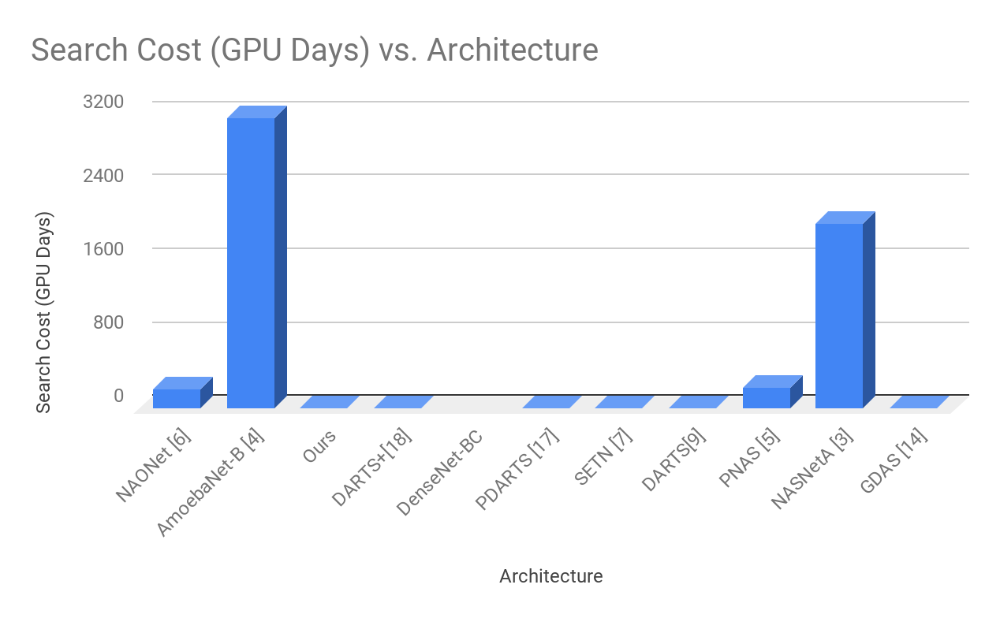 Search Cost (GPU Days) vs. Architecture
3200
2400
1600
800
0
Search Cost (GPU Days)
NAONet [6]
AmoebaNet-B [4]
Ours
DARTS+[18]
DenseNet-BC
PDARTS [17]
SETN [7]
DARTS[9]
PNAS [5]
NASNetA [3]
GDAS [14]
Architecture